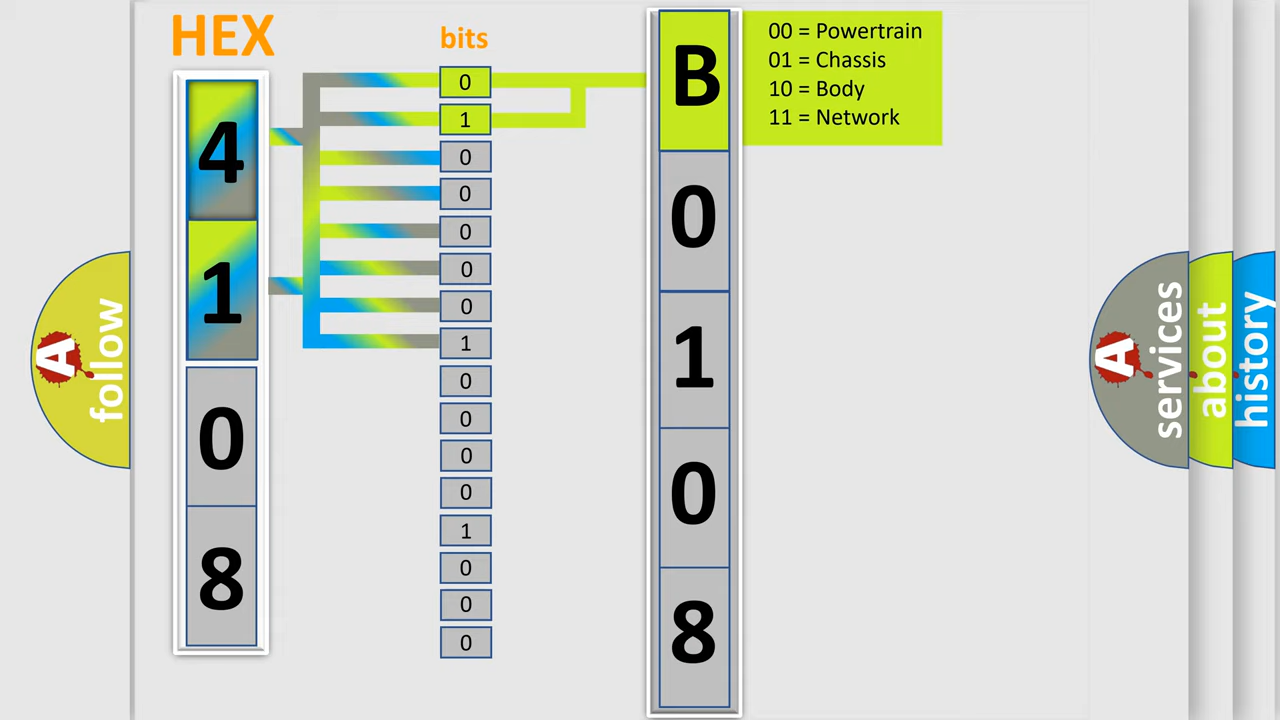 HEX
4
1
0
8
bits
0
1
0
0
0
0
0
1
0
0
0
0
1
0
0
0
B
0
1
0
8
00 = Powertrain
01 = Chassis
10 = Body
11 = Network
A
follow
A
services
about
history